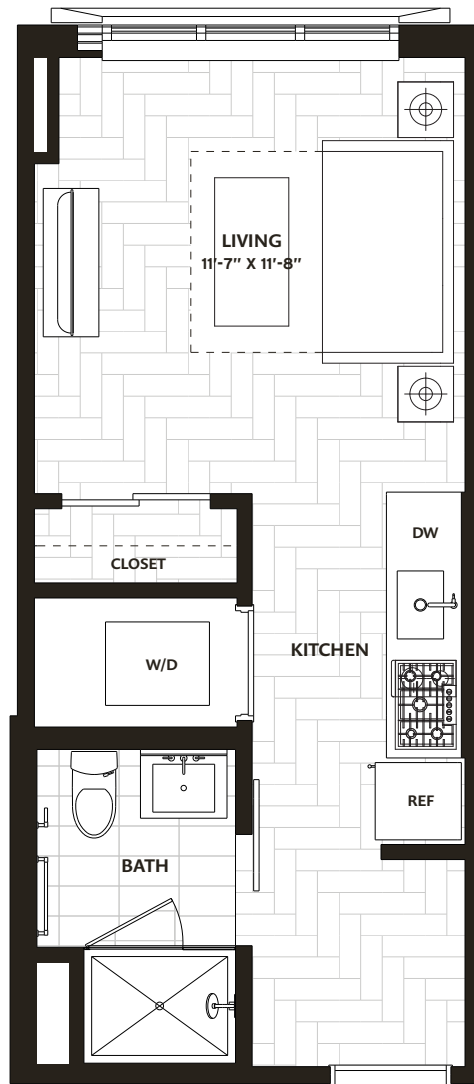 LIVING
11'-7" X 11'-8"
CLOSET
DW
W/D
KITCHEN
REF
BATH